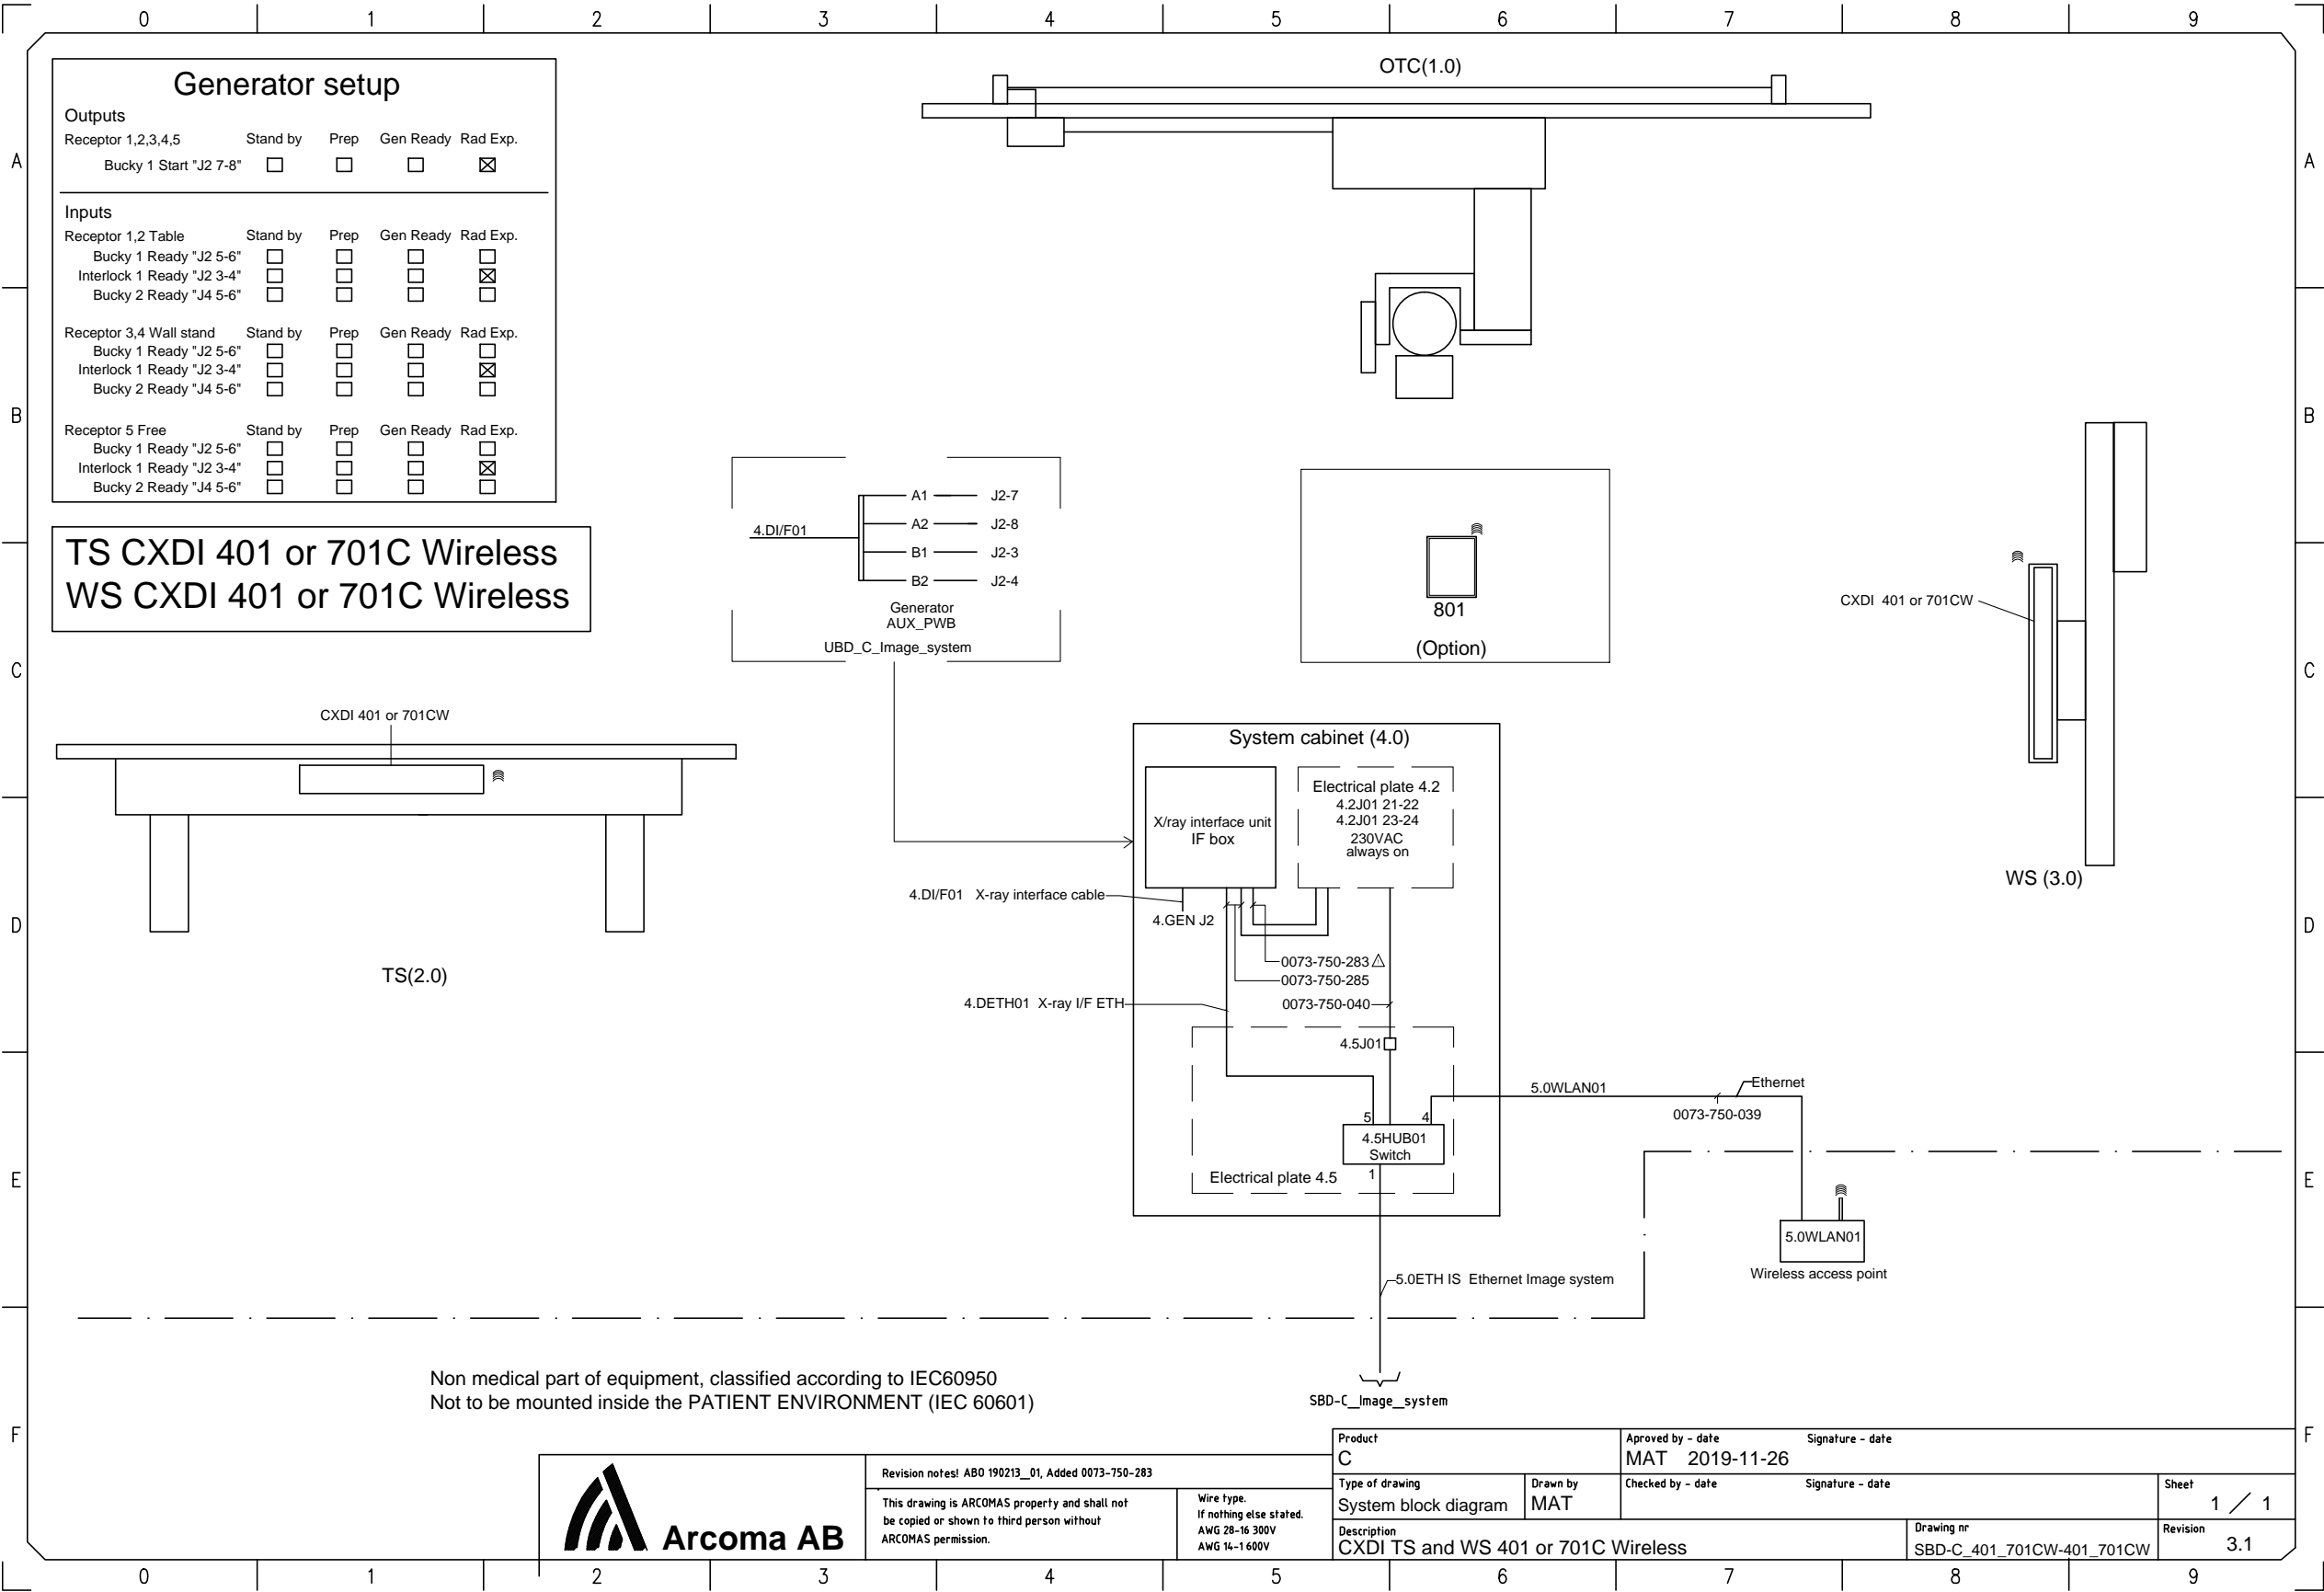 0 1 2 3 4 5 6 7 8 9
A
B
C
D
E
F
Generator setup
Outputs
Receptor 1,2,3,4,5 Stand by Prep Gen Ready Rad Exp.
Bucky 1 Start "J2 7-8"
Inputs
Receptor 1,2 Table Stand by Prep Gen Ready Rad Exp.
Bucky 1 Ready "J2 5-6"
Interlock 1 Ready "J2 3-4"
Bucky 2 Ready "J4 5-6"
Receptor 3,4 Wall stand Stand by Prep Gen Ready Rad Exp.
Bucky 1 Ready "J2 5-6"
Interlock 1 Ready "J2 3-4"
Bucky 2 Ready "J4 5-6"
Receptor 5 Free Stand by Prep Gen Ready Rad Exp.
Bucky 1 Ready "J2 5-6"
Interlock 1 Ready "J2 3-4"
Bucky 2 Ready "J4 5-6"
TS CXDI 401 or 701C Wireless
WS CXDI 401 or 701C Wireless
OTC(1.0)
4.DI/F01
A1 J2-7
A2 J2-8
B1 J2-3
B2 J2-4
Generator
AUX_PWB
UBD_C_Image_system
801
(Option)
CXDI 401 or 701CW
WS (3.0)
CXDI 401 or 701CW
TS(2.0)
System cabinet (4.0)
X/ray interface unit
IF box
Electrical plate 4.2
4.2J01 21-22
4.2J01 23-24
230VAC
always on
4.DI/F01 X-ray interface cable
4.GEN J2
0073-750-283
0073-750-285
4.DETH01 X-ray I/F ETH
0073-750-040
4.5J01
5 4
4.5HUB01
Switch
1
Electrical plate 4.5
5.0WLAN01
Ethernet
0073-750-039
5.0WLAN01
Wireless access point
5.0ETH IS Ethernet Image system
SBD-C_Image_system
Non medical part of equipment, classified according to IEC60950
Not to be mounted inside the PATIENT ENVIRONMENT (IEC 60601)
Arcoma AB
Revision notes! ABO 190213_01, Added 0073-750-283
This drawing is ARCOMAS property and shall not
be copied or shown to third person without
ARCOMAS permission.
Wire type.
If nothing else stated.
AWG 28-16 300V
AWG 14-1 600V
Product
C
Aproved by - date Signature - date
MAT 2019-11-26
Type of drawing
System block diagram
Drawn by
MAT
Checked by - date Signature - date
Sheet
1 / 1
Description
CXDI TS and WS 401 or 701C Wireless
Drawing nr
SBD-C_401_701CW-401_701CW
Revision
3.1
A
B
C
D
E
F
0 1 2 3 4 5 6 7 8 9